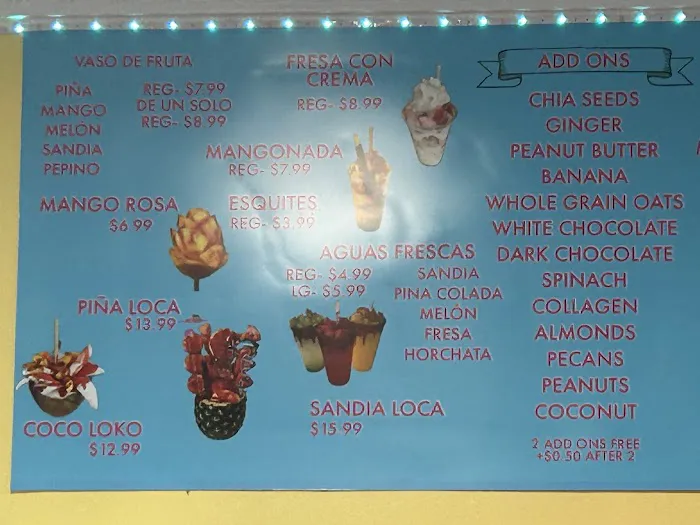 VASO DE FRUTA
PIÑA
MANGO
MELÓN
SANDIA
PEPINO
REG- $7.99
DE UN SOLO
REG- $8.99
FRESA CON
CREMA
REG- $8.99
MANGONADA
REG- $7.99
MANGO ROSA
$6.99
ESQUITES
REG- $3.99
AGUAS FRESCAS
REG- $4.99
LG- $5.99
SANDIA
PINA COLADA
MELÓN
FRESA
HORCHATA
PIÑA LOCA
$13.99
COCO LOKO
$12.99
SANDIA LOCA
$15.99
ADD ONS
CHIA SEEDS
GINGER
PEANUT BUTTER
BANANA
WHOLE GRAIN OATS
WHITE CHOCOLATE
DARK CHOCOLATE
SPINACH
COLLAGEN
ALMONDS
PECANS
PEANUTS
COCONUT
2 ADD ONS FREE
+$0.50 AFTER 2